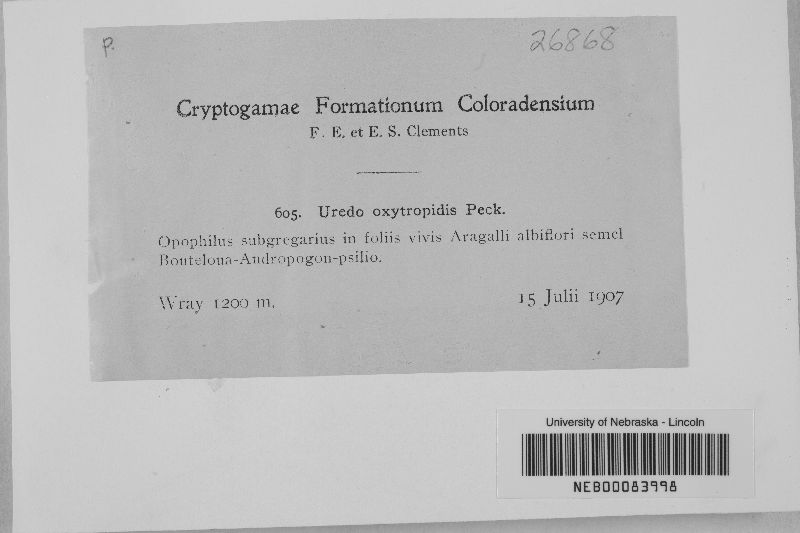 p.
26868
Cryptogamae Formationum Coloradensium
F. E. et E. S. Clements
605. Uredo oxytropidis Peck.
Opophilus subgregarius in foliis vivis Aragalli albiflori semel
Bouteloua-Andropogon-psilio.
Wray 1200 m. 15 Julii 1907
University of Nebraska - Lincoln
NEB00083998